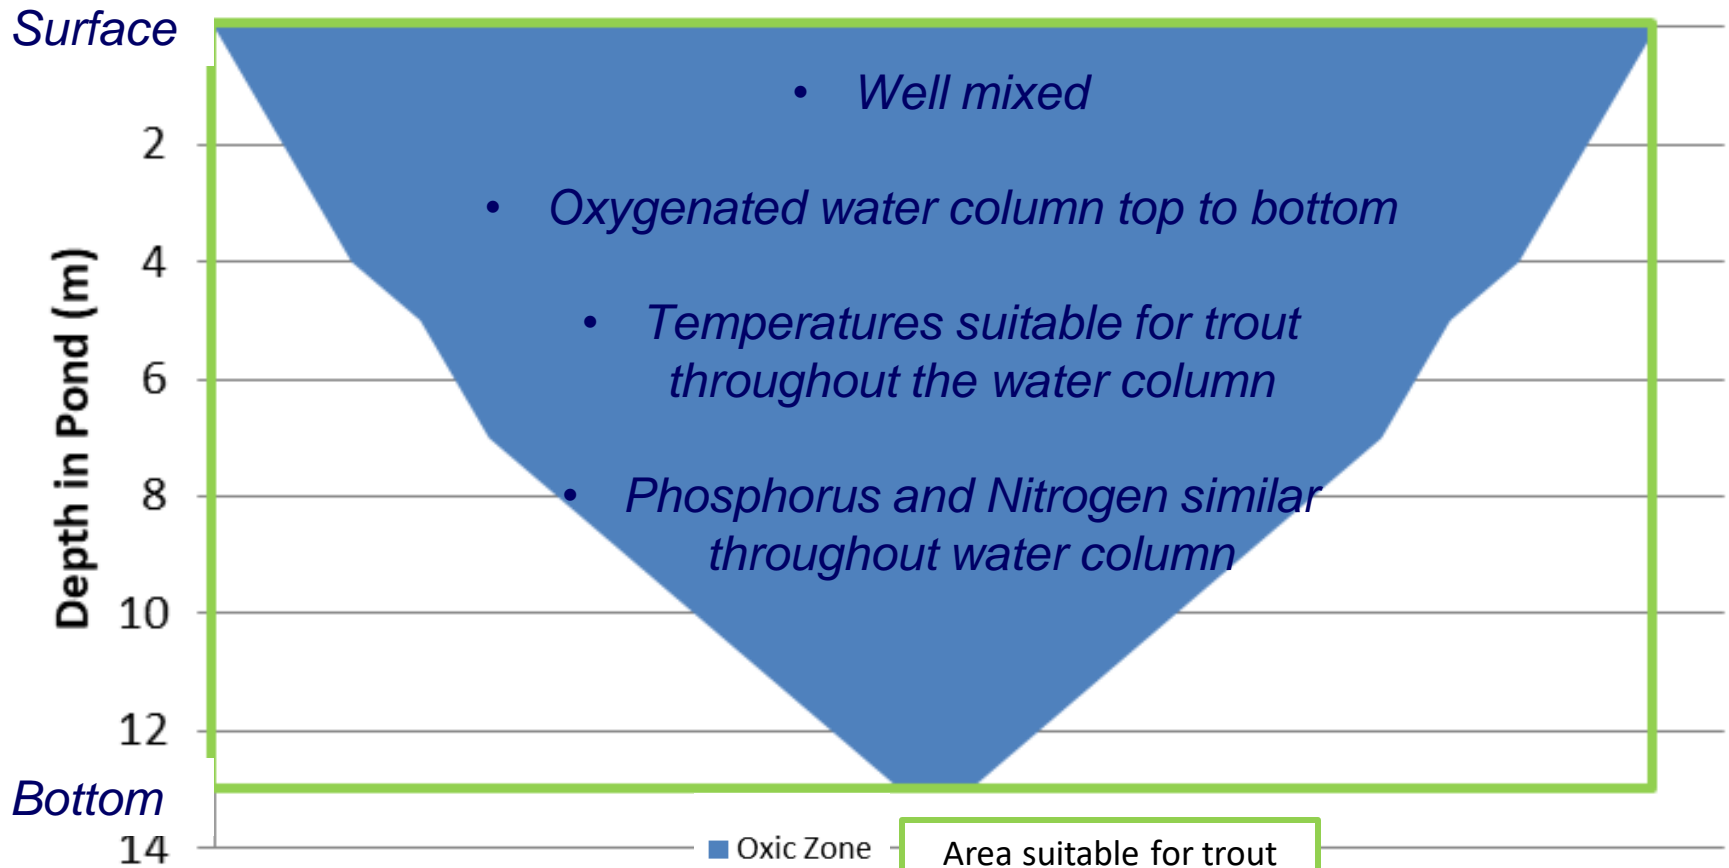 Surface
• Well mixed
2
• Oxygenated water column top to bottom
4
• Temperatures suitable for trout
throughout the water column
6
• Phosphorus and Nitrogen similar
throughout water column
8
10
12
Bottom
14
Depth in Pond (m)
Oxic Zone
Area suitable for trout